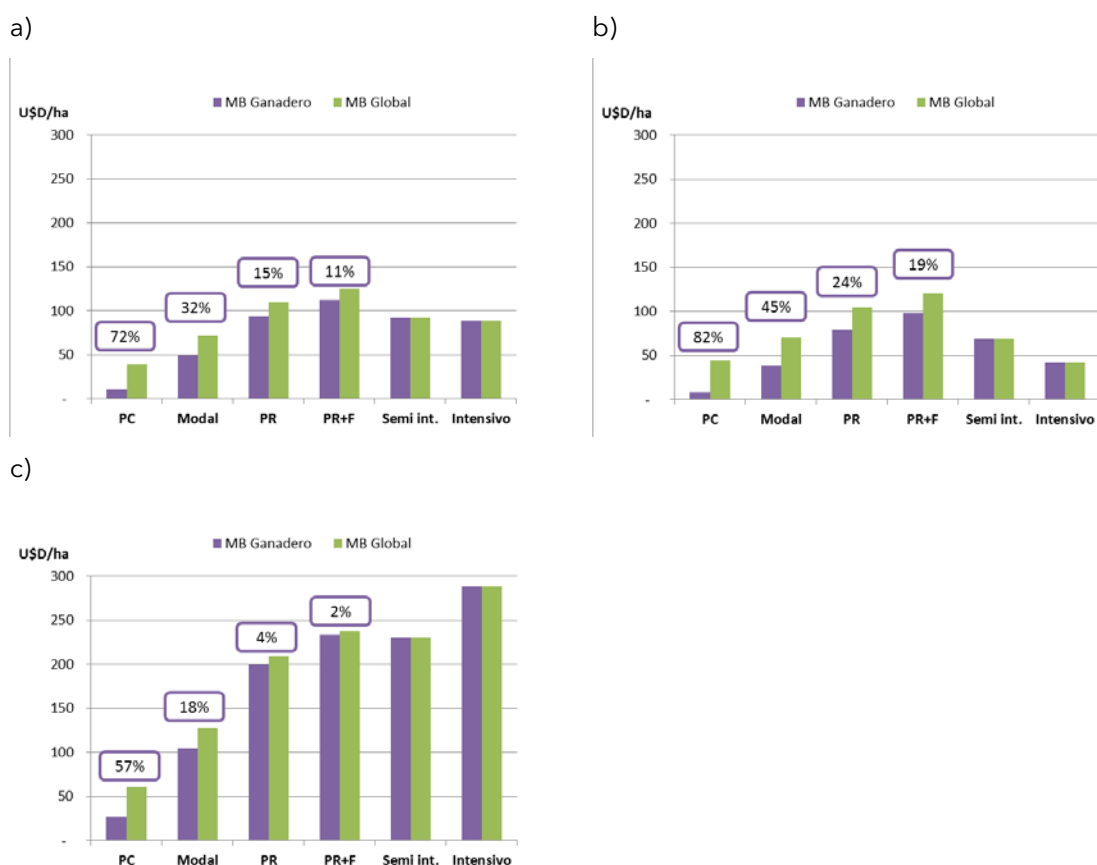 a)
MB Ganadero MB Global
U$D/ha
300
250
200
150
100
50
-
72%
32%
15%
11%
PC Modal PR PR+F Semi int. Intensivo
b)
MB Ganadero MB Global
U$D/ha
300
250
200
150
100
50
-
82%
45%
24%
19%
PC Modal PR PR+F Semi int. Intensivo
c)
MB Ganadero MB Global
U$D/ha
300
250
200
150
100
50
-
57%
18%
4%
2%
PC Modal PR PR+F Semi int. Intensivo